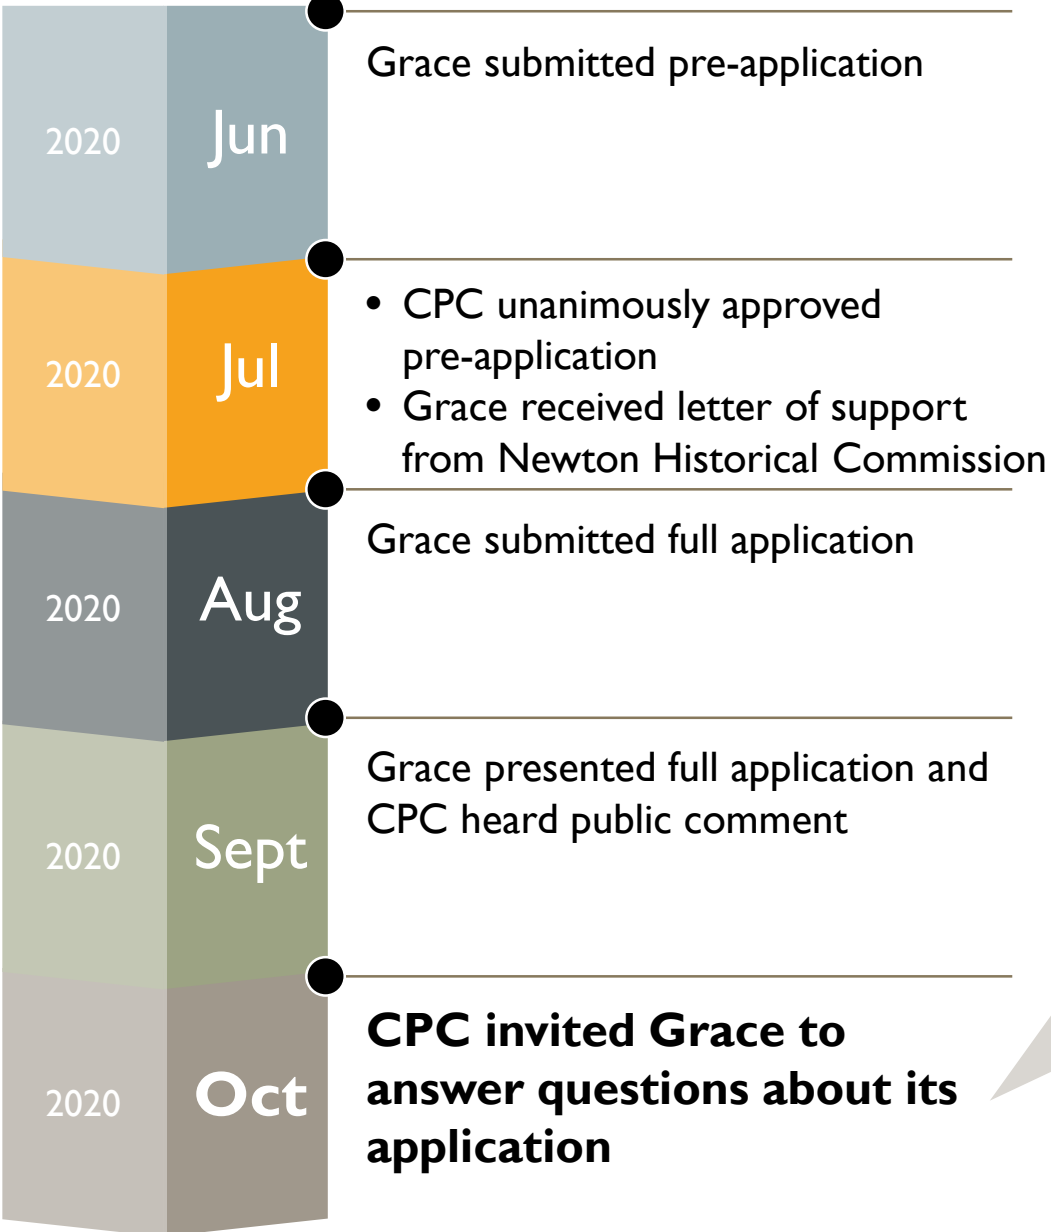 2020 Jun
Grace submitted pre-application
2020 Jul
• CPC unanimously approved
pre-application
• Grace received letter of support
from Newton Historical Commission
2020 Aug
Grace submitted full application
2020 Sept
Grace presented full application and
CPC heard public comment
2020 Oct
CPC invited Grace to
answer questions about its
application